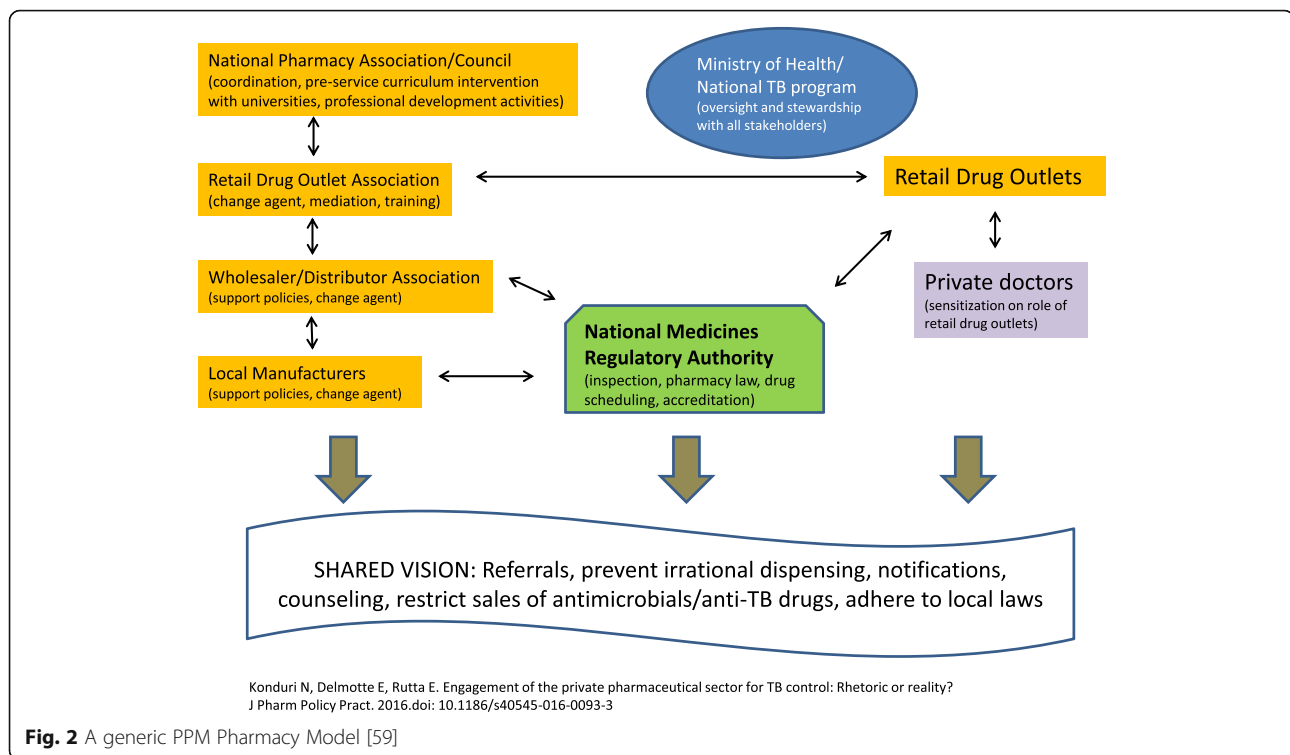 National Pharmacy Association/Council
(coordination, pre-service curriculum intervention
with universities, professional development activities)
Ministry of Health/
National TB program
(oversight and stewardship
with all stakeholders)
Retail Drug Outlet Association
(change agent, mediation, training)
Retail Drug Outlets
Wholesaler/Distributor Association
(support policies, change agent)
Private doctors
(sensitization on role of
retail drug outlets)
National Medicines
Regulatory Authority
(inspection, pharmacy law, drug
scheduling, accreditation)
Local Manufacturers
(support policies, change agent)
SHARED VISION: Referrals, prevent irrational dispensing, notifications,
counseling, restrict sales of antimicrobials/anti-TB drugs, adhere to local laws
Konduri N, Delmotte E, Rutta E. Engagement of the private pharmaceutical sector for TB control: Rhetoric or reality?
J Pharm Policy Pract. 2016.doi: 10.1186/s40545-016-0093-3
Fig. 2 A generic PPM Pharmacy Model [59]